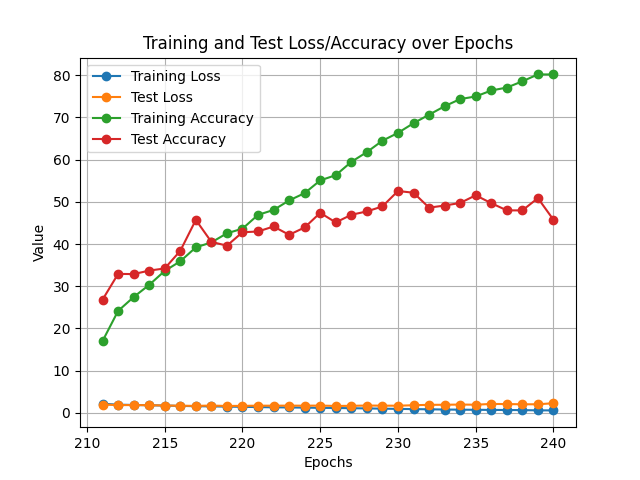 Training and Test Loss/Accuracy over Epochs
Training Loss
Test Loss
Training Accuracy
Test Accuracy
80
70
60
50
40
30
20
10
0
Value
210 215 220 225 230 235 240
Epochs